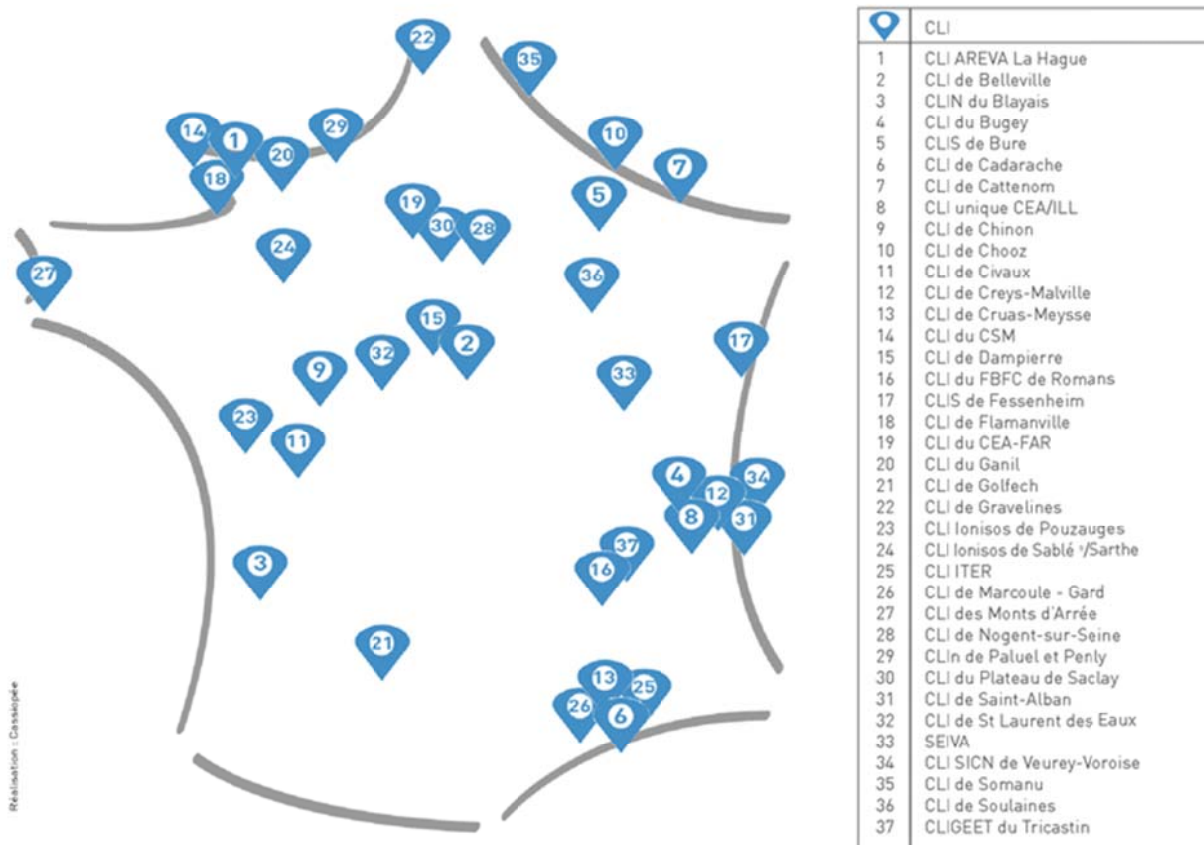 22
35
14
1
20
29
10
7
18
5
19
30
28
24
27
36
15
2
17
32
9
33
23
11
4
34
12
8
31
3
37
16
21
13
25
26
6
Réalisation : Cassiopée
CLI
1 CLI AREVA La Hague
2 CLI de Belleville
3 CLIN du Blayais
4 CLI du Bugey
5 CLIS de Bure
6 CLI de Cadarache
7 CLI de Cattenom
8 CLI unique CEA/ILL
9 CLI de Chinon
10 CLI de Chooz
11 CLI de Civaux
12 CLI de Creys-Malville
13 CLI de Cruas-Meysse
14 CLI du CSM
15 CLI de Dampierre
16 CLI du FBFC de Romans
17 CLIS de Fessenheim
18 CLI de Flamanville
19 CLI du CEA-FAR
20 CLI du Ganil
21 CLI de Golfech
22 CLI de Gravelines
23 CLI Ionisos de Pouzauges
24 CLI Ionisos de Sablé s/Sarthe
25 CLI ITER
26 CLI de Marcoule - Gard
27 CLI des Monts d'Arrée
28 CLI de Nogent-sur-Seine
29 CLIn de Paluel et Penly
30 CLI du Plateau de Saclay
31 CLI de Saint-Alban
32 CLI de St Laurent des Eaux
33 SEIVA
34 CLI SICN de Veurey-Voroise
35 CLI de Somanu
36 CLI de Soulaines
37 CLIGEET du Tricastin